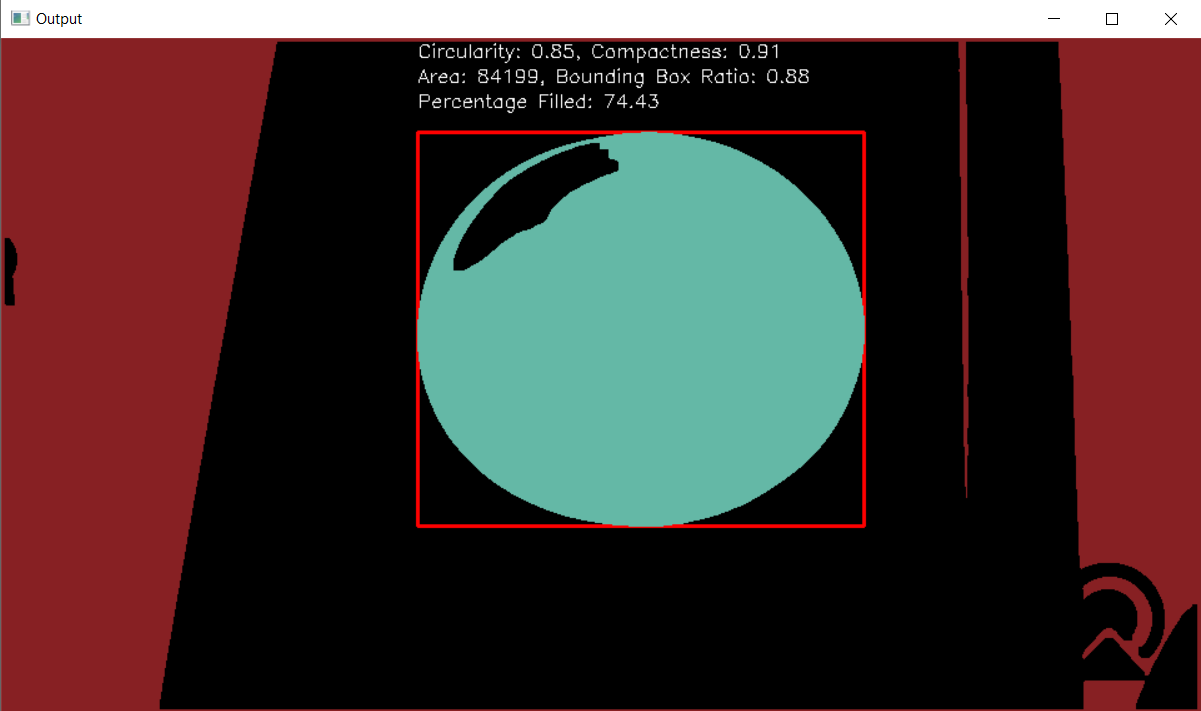 Output
Circularity: 0.85, Compactness: 0.91
Area: 84199, Bounding Box Ratio: 0.88
Percentage Filled: 74.43